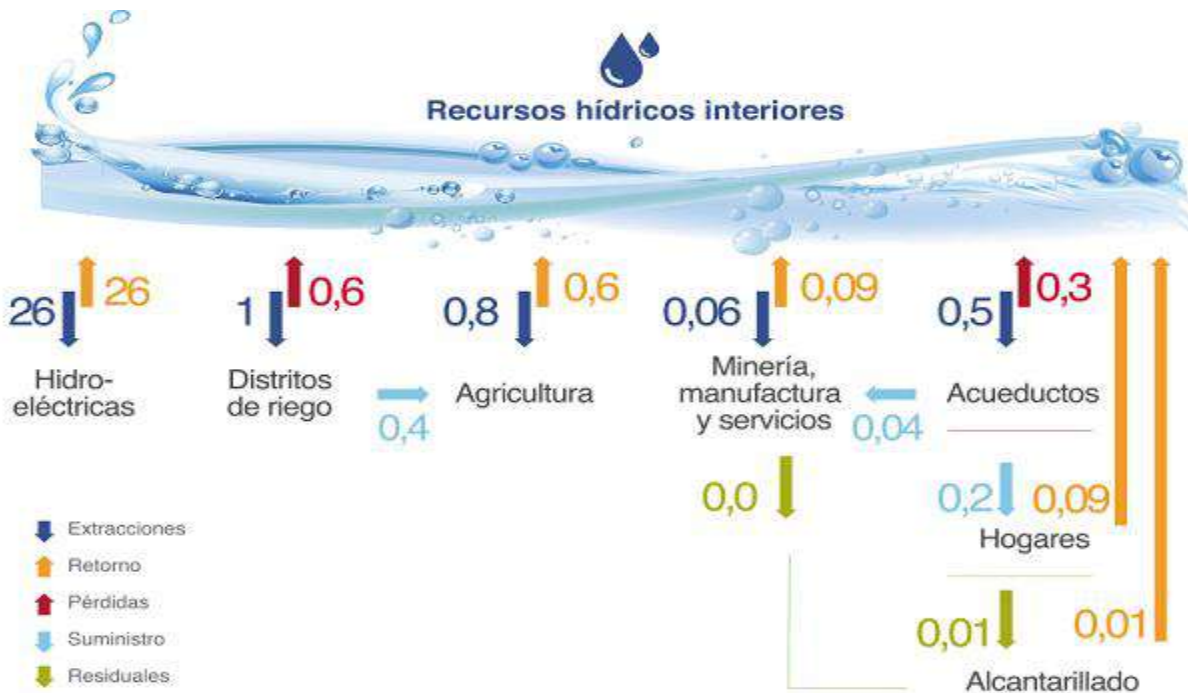 Recursos hídricos interiores
26 26 1 0,6 0,8 0,6 0,06 0,09 0,5 0,3
Hidro-
eléctricas
Distritos
de riego
0,4
Agricultura
Minería,
manufactura
y servicios
0,04
Acueductos
0,0
0,2 0,09
Hogares
Extracciones
Retorno
Pérdidas
Suministro
Residuales
0,01 0,01
Alcantarillado